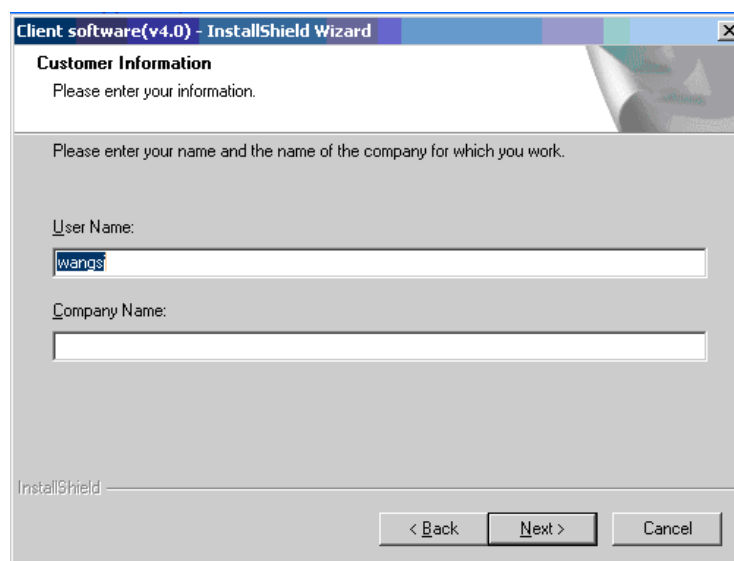 Client software(v4.0) - InstallShield Wizard
Customer Information
Please enter your information.
Please enter your name and the name of the company for which you work.
User Name:
wangsi
Company Name:
InstallShield
< Back Next > Cancel